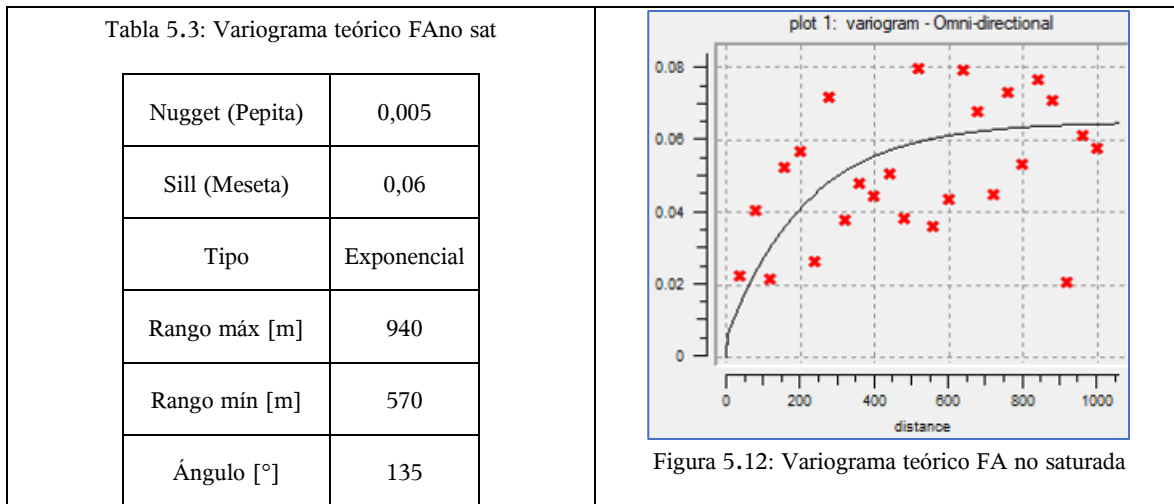 Tabla 5.3: Variograma teórico FAno sat
Nugget (Pepita) 0,005
Sill (Meseta) 0,06
Tipo Exponencial
Rango máx [m] 940
Rango mín [m] 570
Ángulo [°] 135
plot 1: variogram - Omni-directional
0.08
0.06
0.04
0.02
0
0 200 400 600 800 1000
distance
Figura 5.12: Variograma teórico FA no saturada